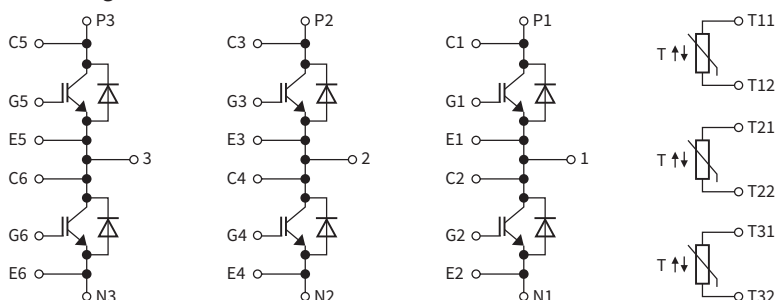 P3 P2 P1 T11
C5 C3 C1
T
G5 G3 G1 T12
E5 E3 E1 T21
3 2 1 T
C6 C4 C2
T22
G6 G4 G2 T31
T
E6 E4 E2
N3 N2 N1 T32